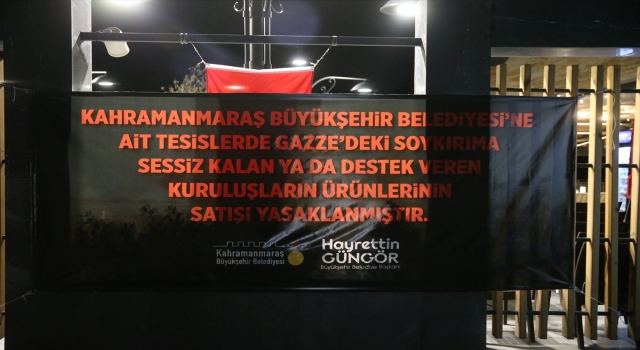 KAHRAMANMARAŞ BÜYÜKŞEHİR BELEDİYESİ'NE
AİT TESİSLERDE GAZZE'DEKİ SOYKIRIMA
SESSİZ KALAN YA DA DESTEK VEREN
KURULUŞLARIN ÜRÜNLERİNİN
SATIŞI YASAKLANMIŞTIR.
Kahramanmaraş
Büyükşehir Belediyesi
Hayrettin
GÜNGÖR
Büyükşehir Belediye Başkanı